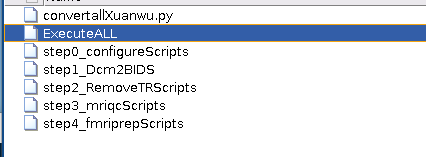 convertallXuanwu.py
ExecuteALL
step0_configureScripts
step1_Dcm2BIDS
step2_RemoveTRScripts
step3_mriqcScripts
step4_fmriprepScripts